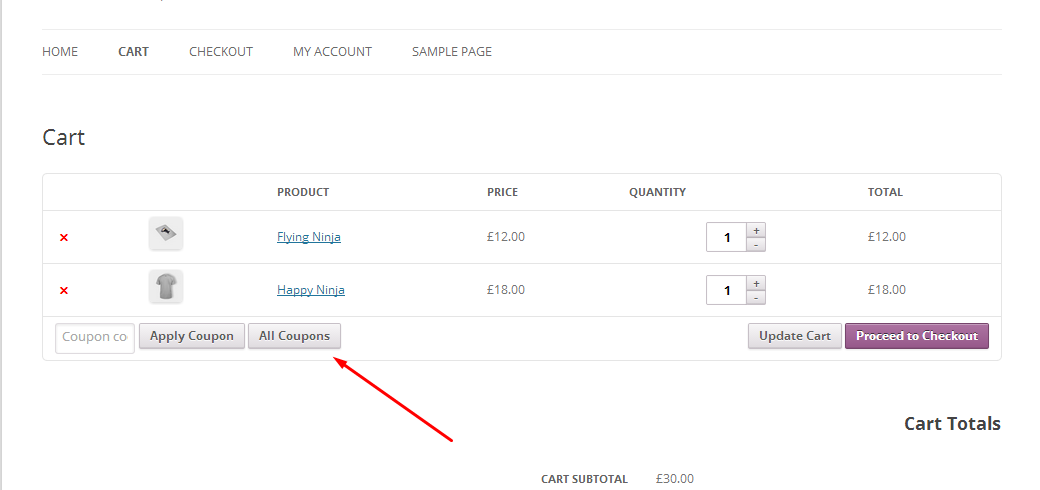 HOME CART CHECKOUT MY ACCOUNT SAMPLE PAGE
Cart
PRODUCT PRICE QUANTITY TOTAL
× Flying Ninja £12.00 1 + - £12.00
× Happy Ninja £18.00 1 + - £18.00
Coupon co Apply Coupon All Coupons Update Cart Proceed to Checkout
Cart Totals
CART SUBTOTAL £30.00